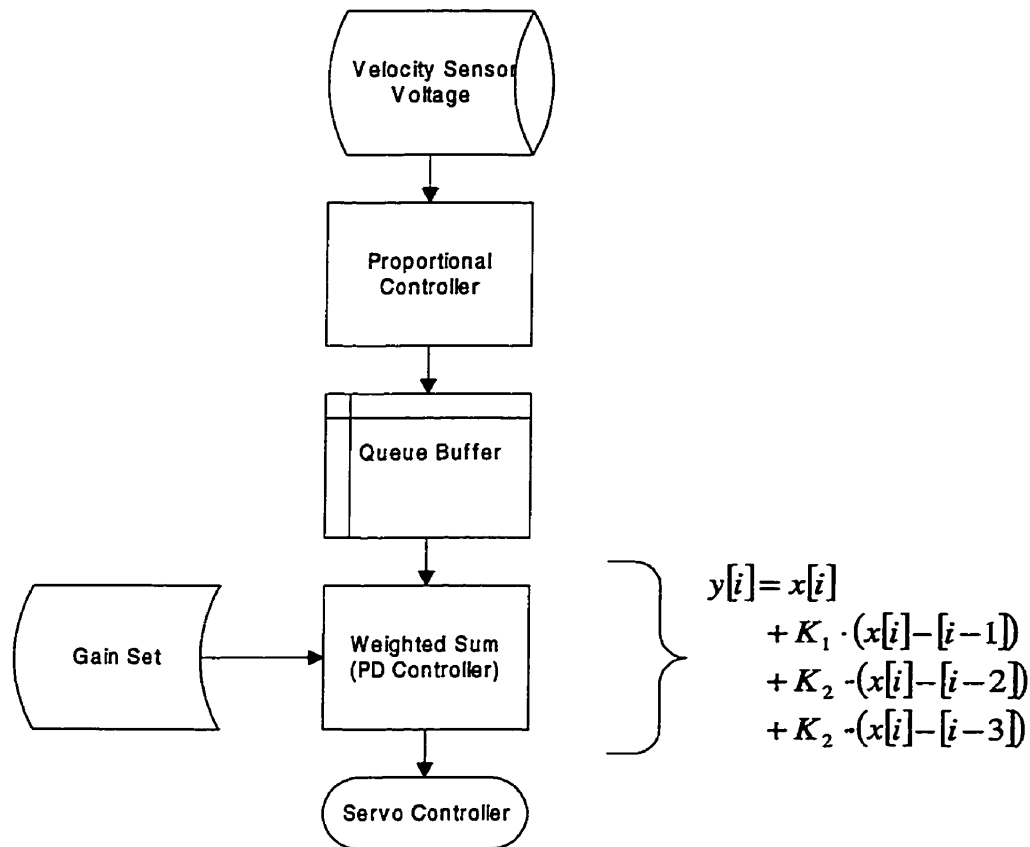 Velocity Sensor
Voltage
Proportional
Controller
Queue Buffer
Gain Set
Weighted Sum
(PD Controller)
y[i]= x[i]
+ K₁ ·(x[i]−[i−1])
+ K₂ ·(x[i]−[i−2])
+ K₂ ·(x[i]−[i−3])
Servo Controller